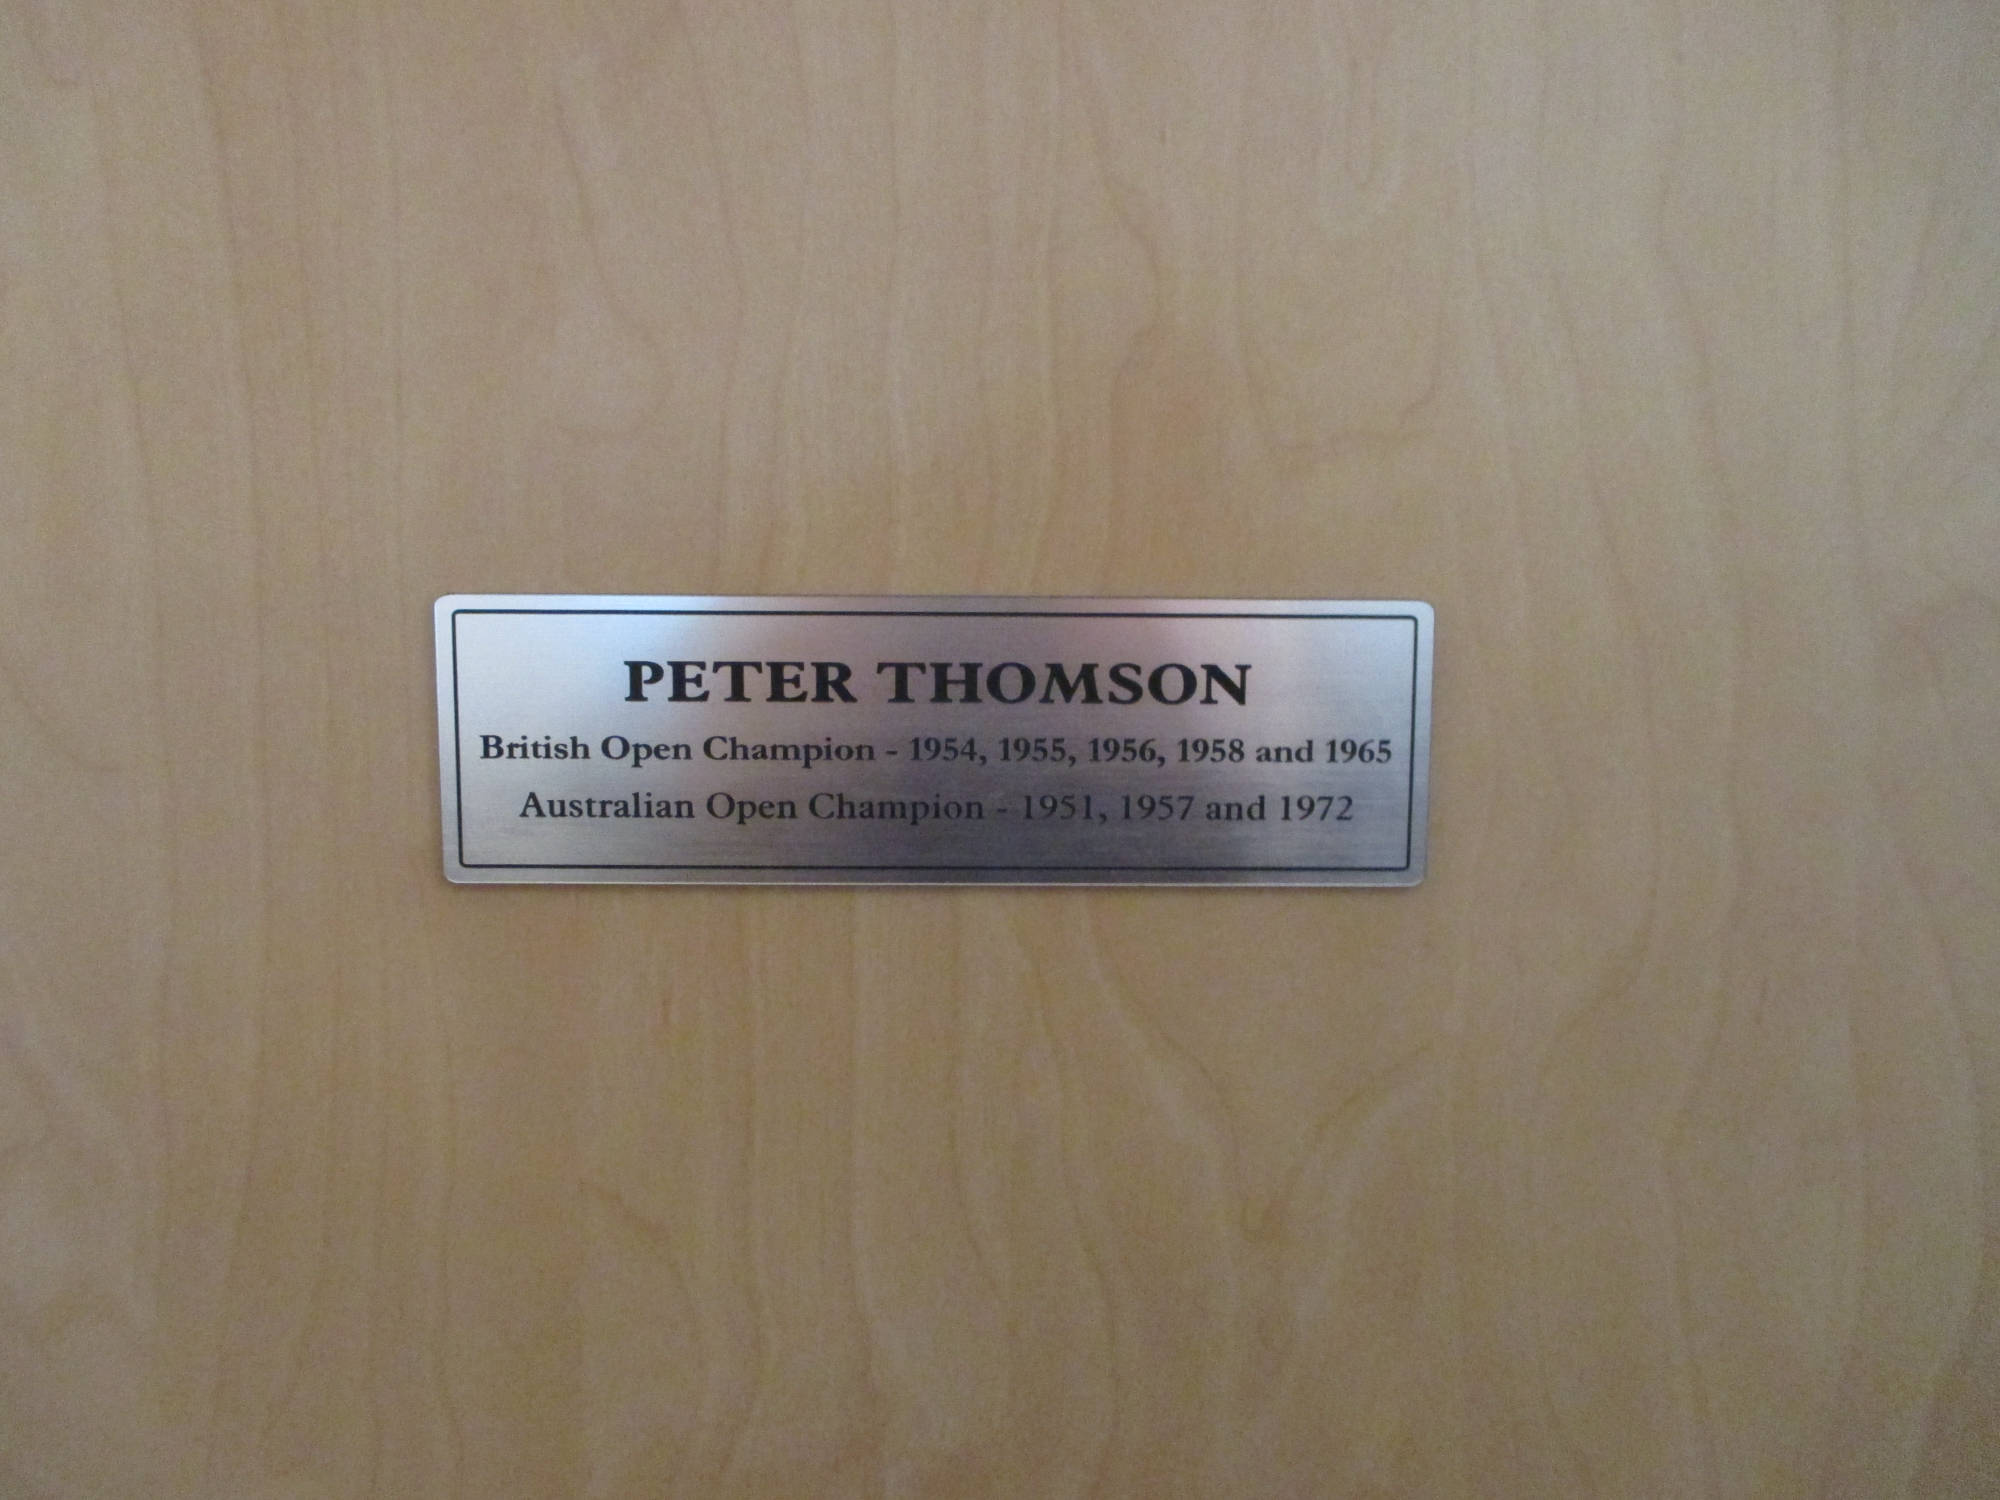 PETER THOMSON
British Open Champion - 1954, 1955, 1956, 1958 and 1965
Australian Open Champion - 1951, 1957 and 1972